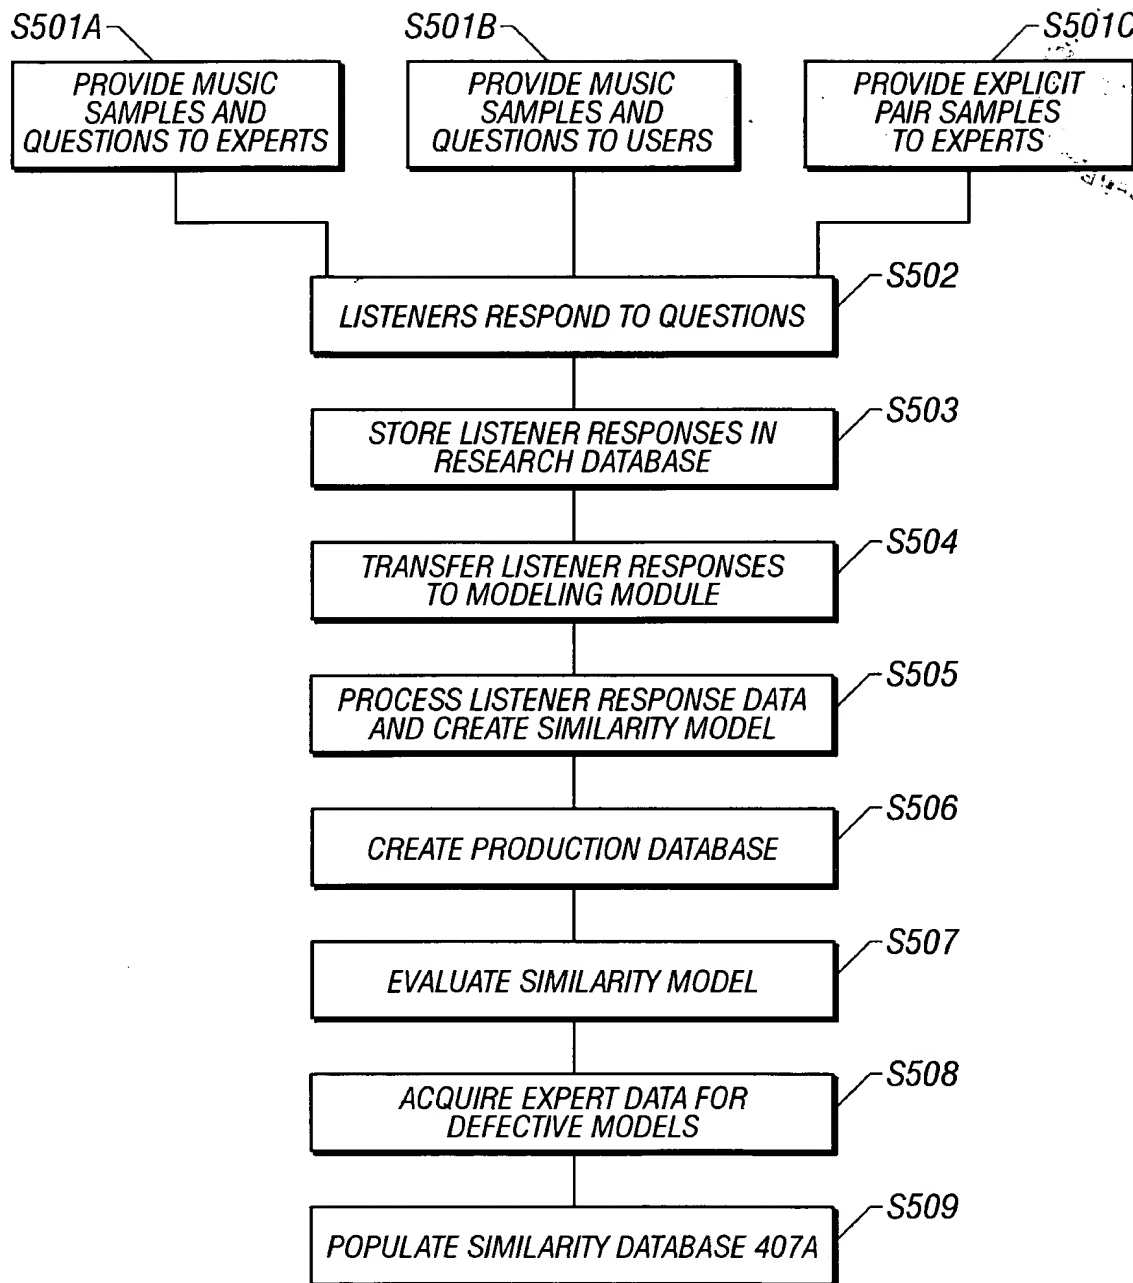 S501A
PROVIDE MUSIC
SAMPLES AND
QUESTIONS TO EXPERTS
S501B
PROVIDE MUSIC
SAMPLES AND
QUESTIONS TO USERS
S501C
PROVIDE EXPLICIT
PAIR SAMPLES
TO EXPERTS
S502
LISTENERS RESPOND TO QUESTIONS
S503
STORE LISTENER RESPONSES IN
RESEARCH DATABASE
S504
TRANSFER LISTENER RESPONSES
TO MODELING MODULE
S505
PROCESS LISTENER RESPONSE DATA
AND CREATE SIMILARITY MODEL
S506
CREATE PRODUCTION DATABASE
S507
EVALUATE SIMILARITY MODEL
S508
ACQUIRE EXPERT DATA FOR
DEFECTIVE MODELS
S509
POPULATE SIMILARITY DATABASE 407A